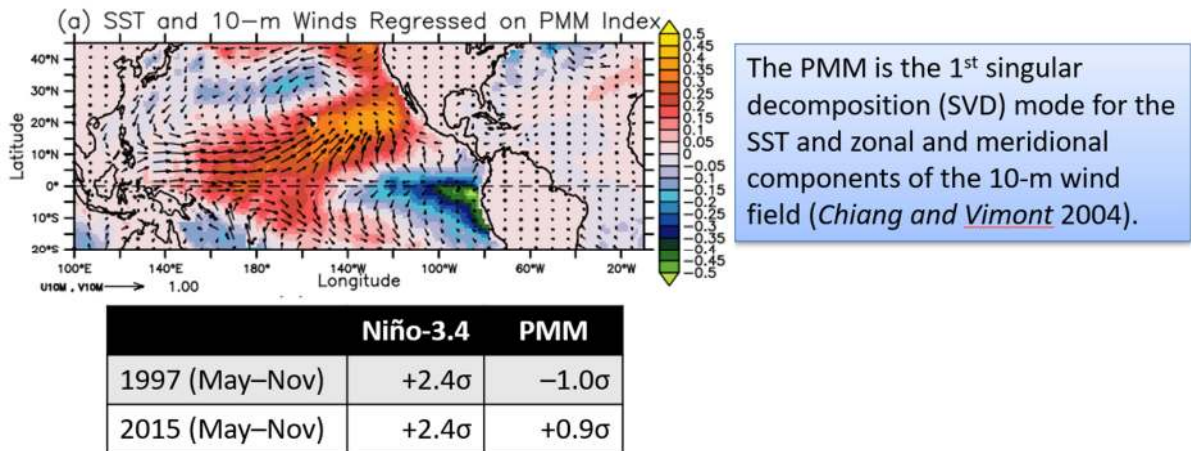 (a) SST and 10-m Winds Regressed on PMM Index
40°N
30°N
20°N
10°N
0°
10°S
20°S
Latitude
100°E
120°E
160°E
180°
140°W
100°W
60°W
20°W
Longitude
U10M , V10M
1.00
0.5
0.45
0.4
0.35
0.3
0.25
0.2
0.15
0.1
0.05
0
-0.05
-0.1
-0.15
-0.2
-0.25
-0.3
-0.35
-0.4
-0.45
-0.5
The PMM is the 1st singular
decomposition (SVD) mode for the
SST and zonal and meridional
components of the 10-m wind
field (Chiang and Vimont 2004).
Niño-3.4 PMM
1997 (May–Nov) +2.4σ –1.0σ
2015 (May–Nov) +2.4σ +0.9σ